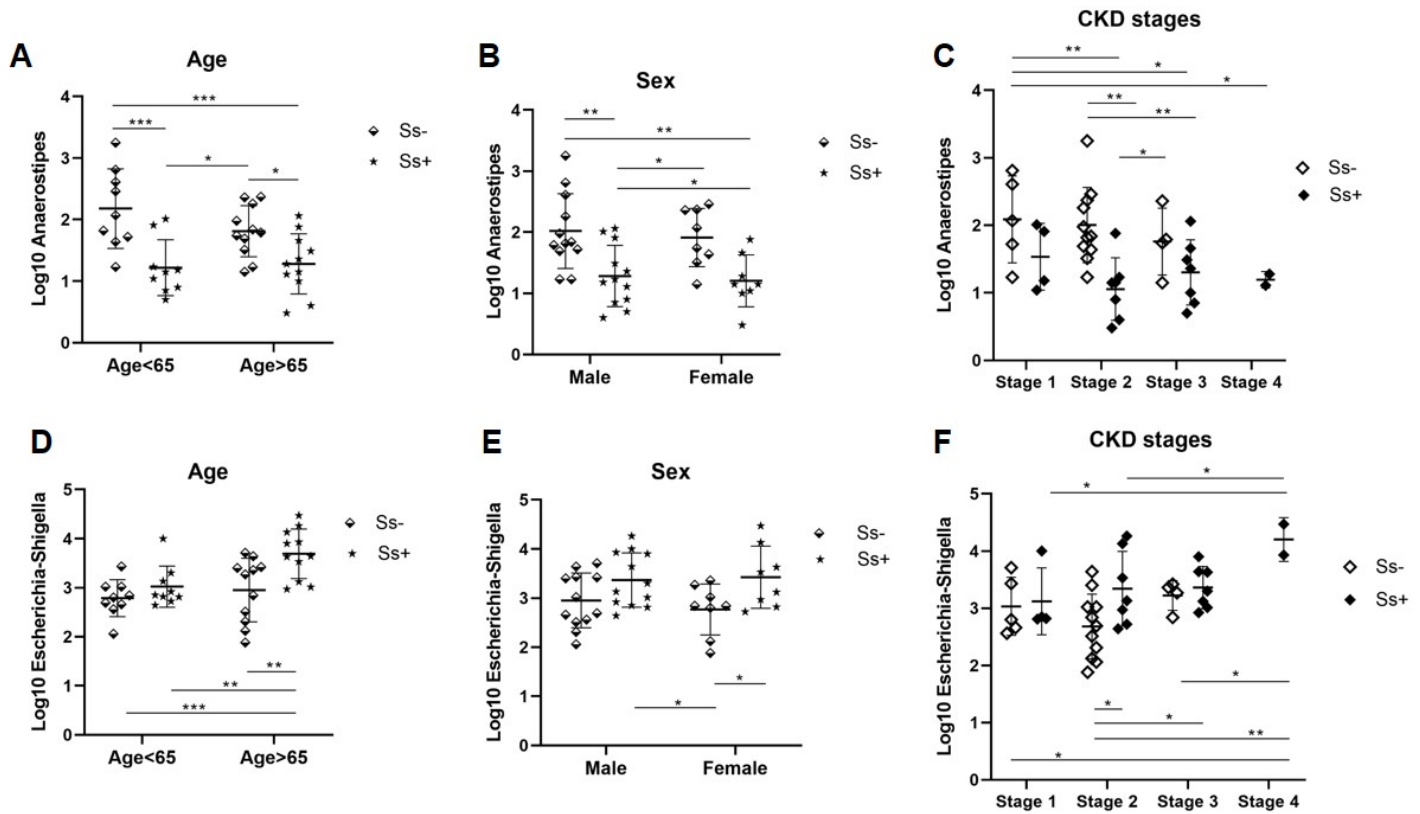 A
Age
***
***
*
*
4
3
2
1
0
Log10 Anaerostipes
Age<65
Age>65
Ss-
Ss+
B
Sex
**
**
*
*
4
3
2
1
0
Log10 Anaerostipes
Male
Female
Ss-
Ss+
C
CKD stages
**
*
*
**
**
*
4
3
2
1
0
Log10 Anaerostipes
Stage 1
Stage 2
Stage 3
Stage 4
Ss-
Ss+
D
Age
5
4
3
2
1
0
Log10 Escherichia-Shigella
**
**
***
Age<65
Age>65
Ss-
Ss+
E
Sex
5
4
3
2
1
0
Log10 Escherichia-Shigella
*
*
Male
Female
Ss-
Ss+
F
CKD stages
*
*
5
4
3
2
1
0
Log10 Escherichia-Shigella
*
*
*
**
*
Stage 1
Stage 2
Stage 3
Stage 4
Ss-
Ss+